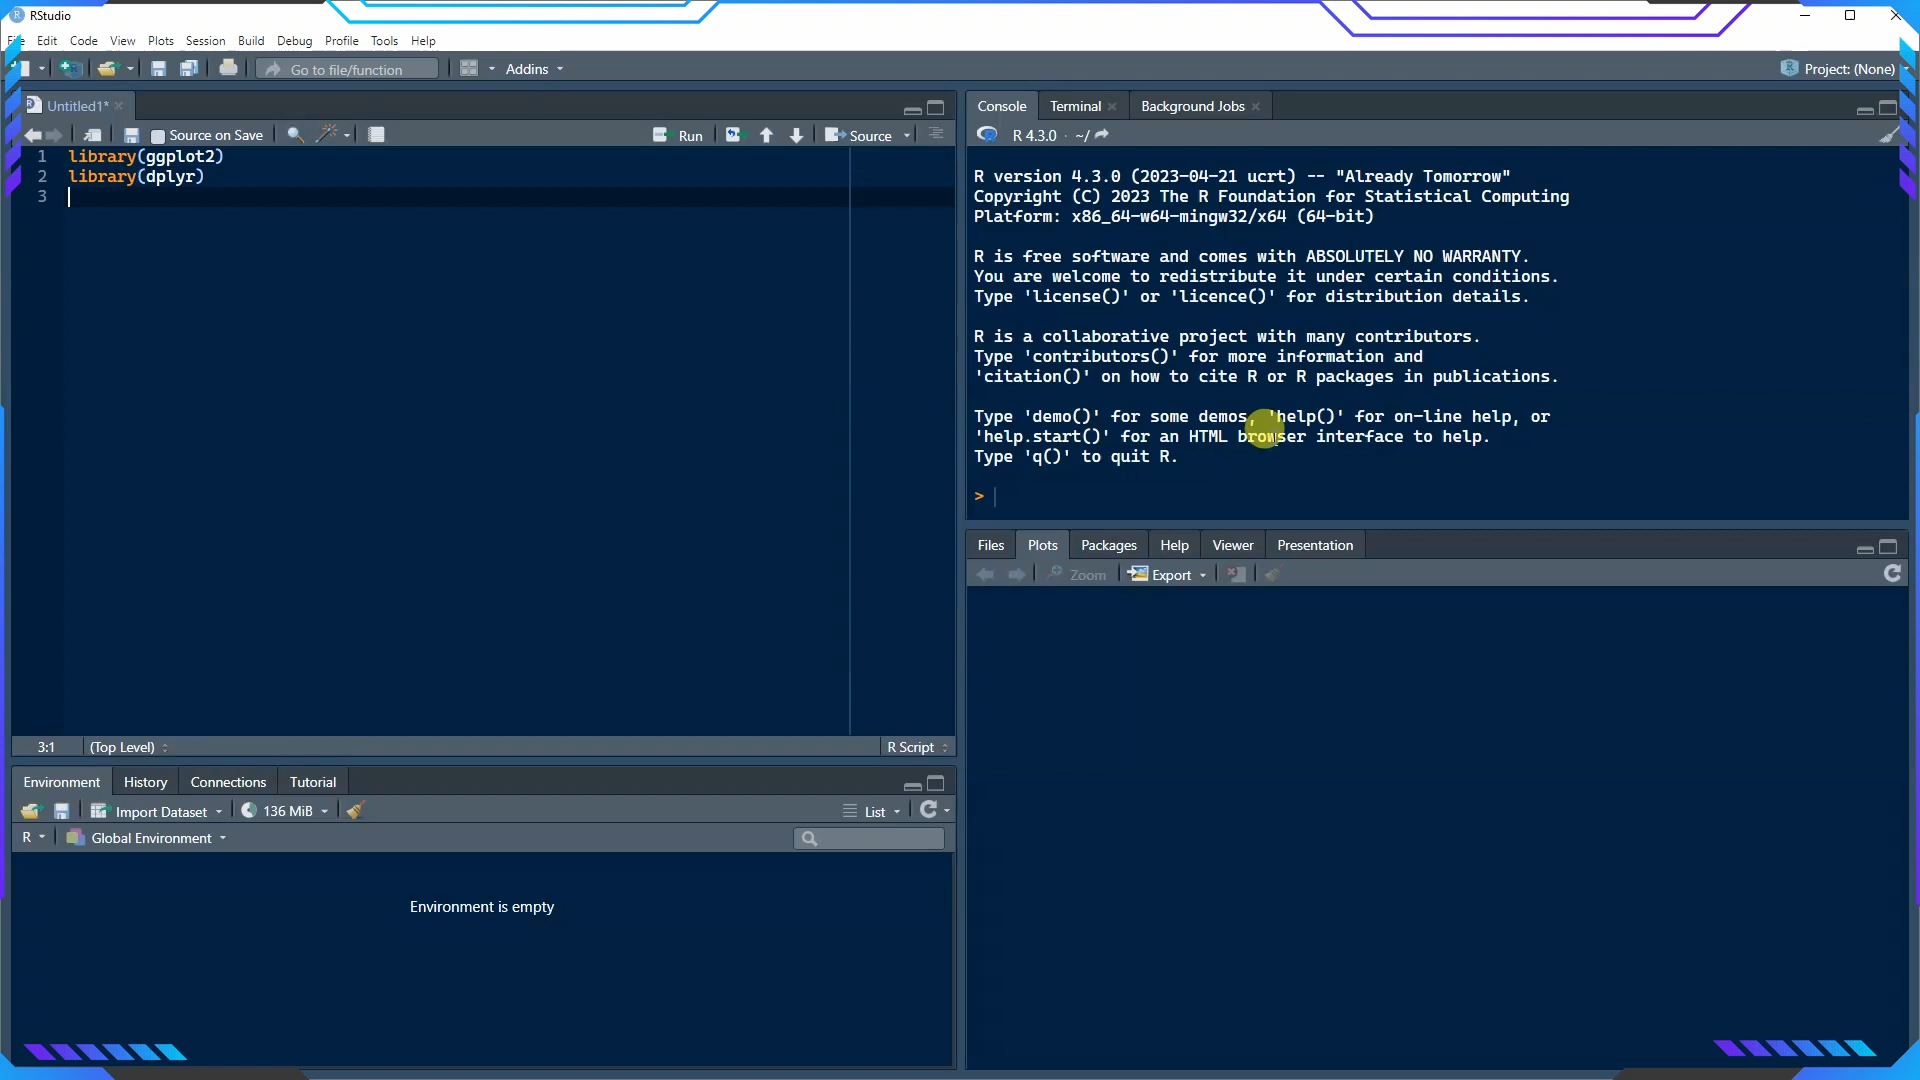 RStudio
File Edit Code View Plots Session Build Debug Profile Tools Help
Go to file/function Addins Project: (None)
Untitled1*
Source on Save Run Source
1 library(ggplot2)
2 library(dplyr)
3
3:1 (Top Level) R Script
Environment History Connections Tutorial
Import Dataset 136 MiB List
R Global Environment
Environment is empty
Console Terminal Background Jobs
R 4.3.0 · ~/
R version 4.3.0 (2023-04-21 ucrt) -- "Already Tomorrow"
Copyright (C) 2023 The R Foundation for Statistical Computing
Platform: x86_64-w64-mingw32/x64 (64-bit)
R is free software and comes with ABSOLUTELY NO WARRANTY.
You are welcome to redistribute it under certain conditions.
Type 'license()' or 'licence()' for distribution details.
R is a collaborative project with many contributors.
Type 'contributors()' for more information and
'citation()' on how to cite R or R packages in publications.
Type 'demo()' for some demos, 'help()' for on-line help, or
'help.start()' for an HTML browser interface to help.
Type 'q()' to quit R.
>
Files Plots Packages Help Viewer Presentation
Zoom Export